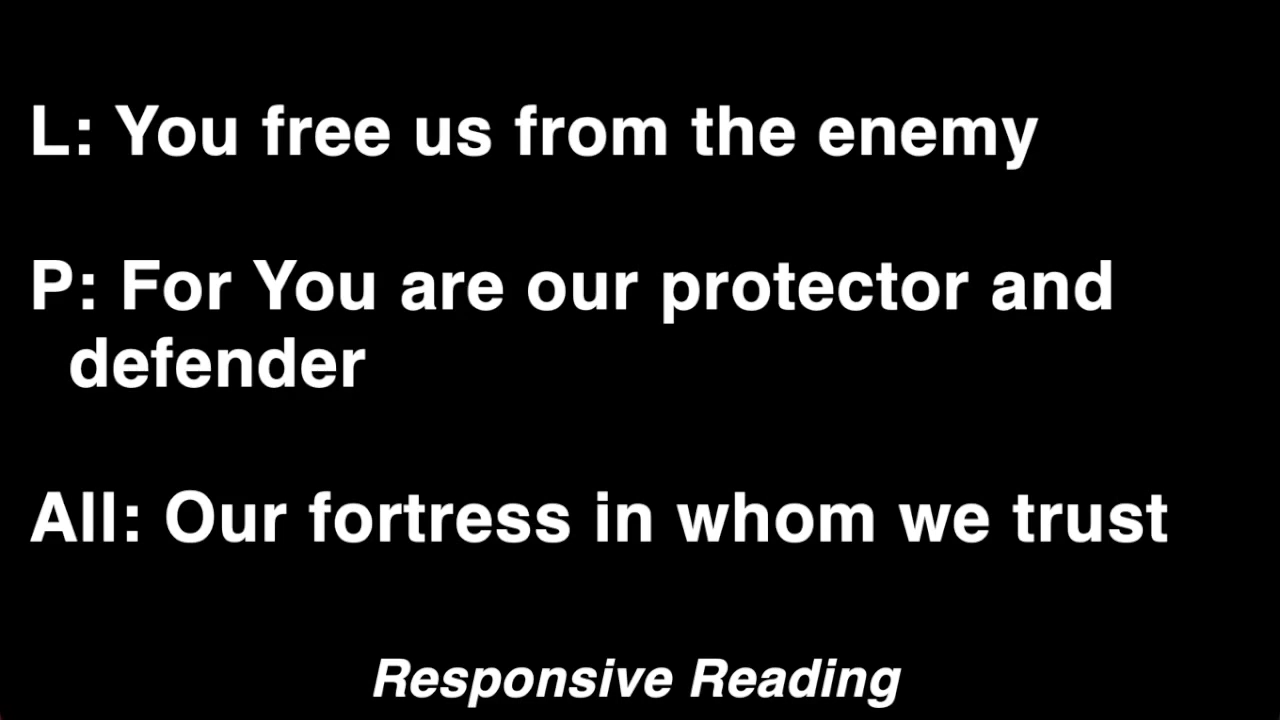 L: You free us from the enemy
P: For You are our protector and
defender
All: Our fortress in whom we trust
Responsive Reading